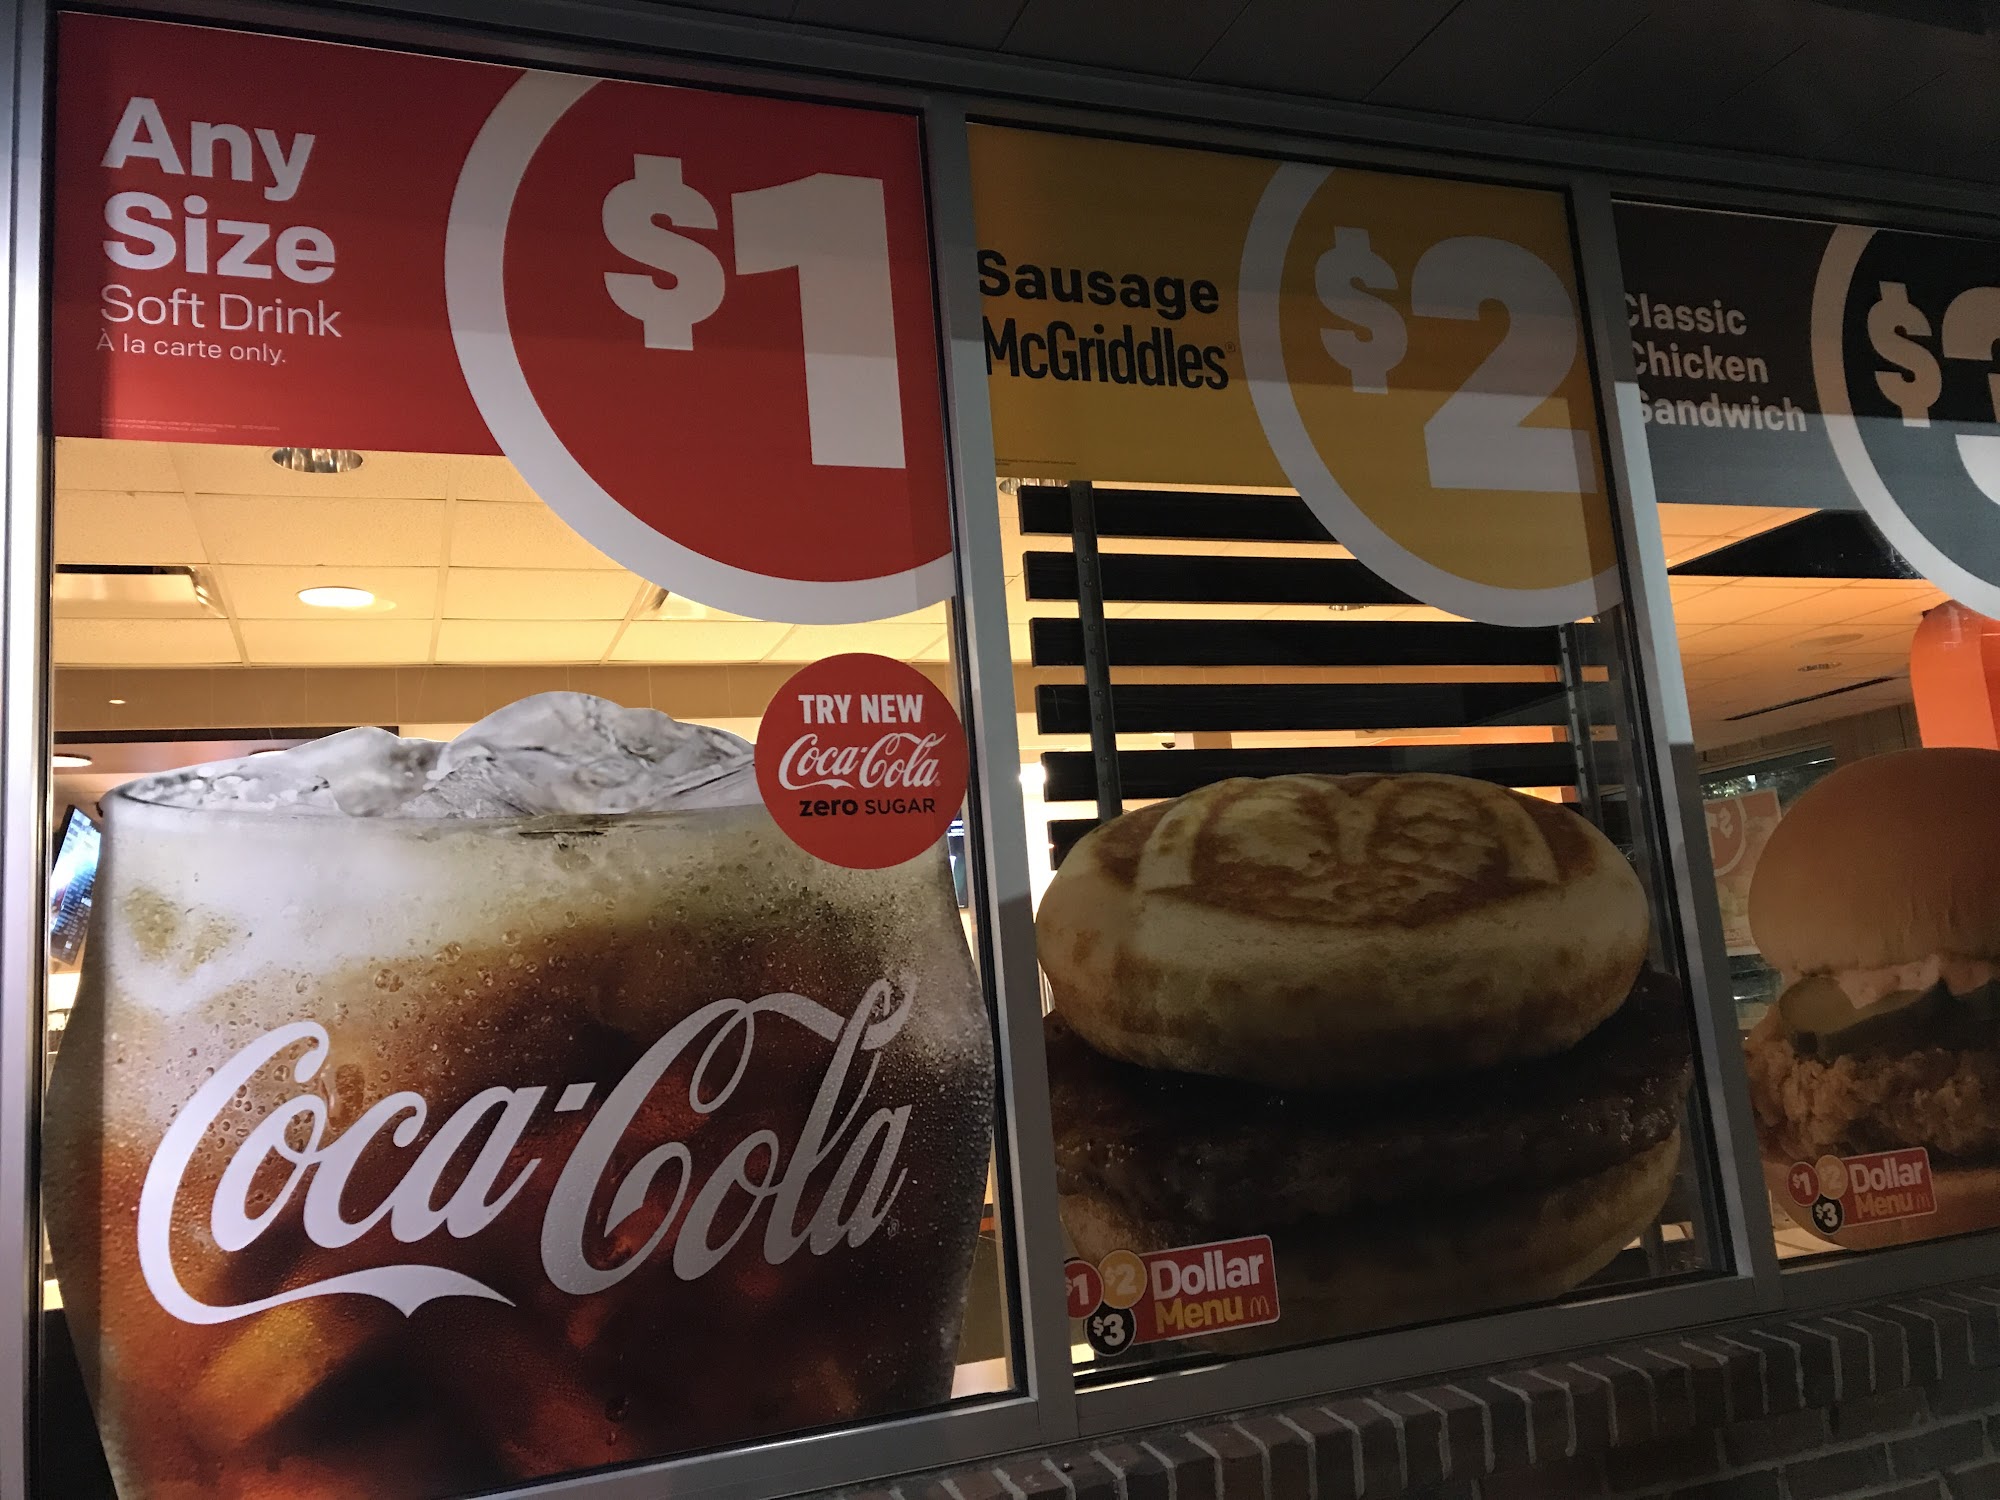 Any
Size
Soft Drink
À la carte only.
$1
TRY NEW
Coca-Cola
zero SUGAR
Coca-Cola
Sausage
McGriddles®
$2
$1 $2 Dollar
$3 Menu
Classic
Chicken
Sandwich
$3
$1 $2 Dollar
$3 Menu